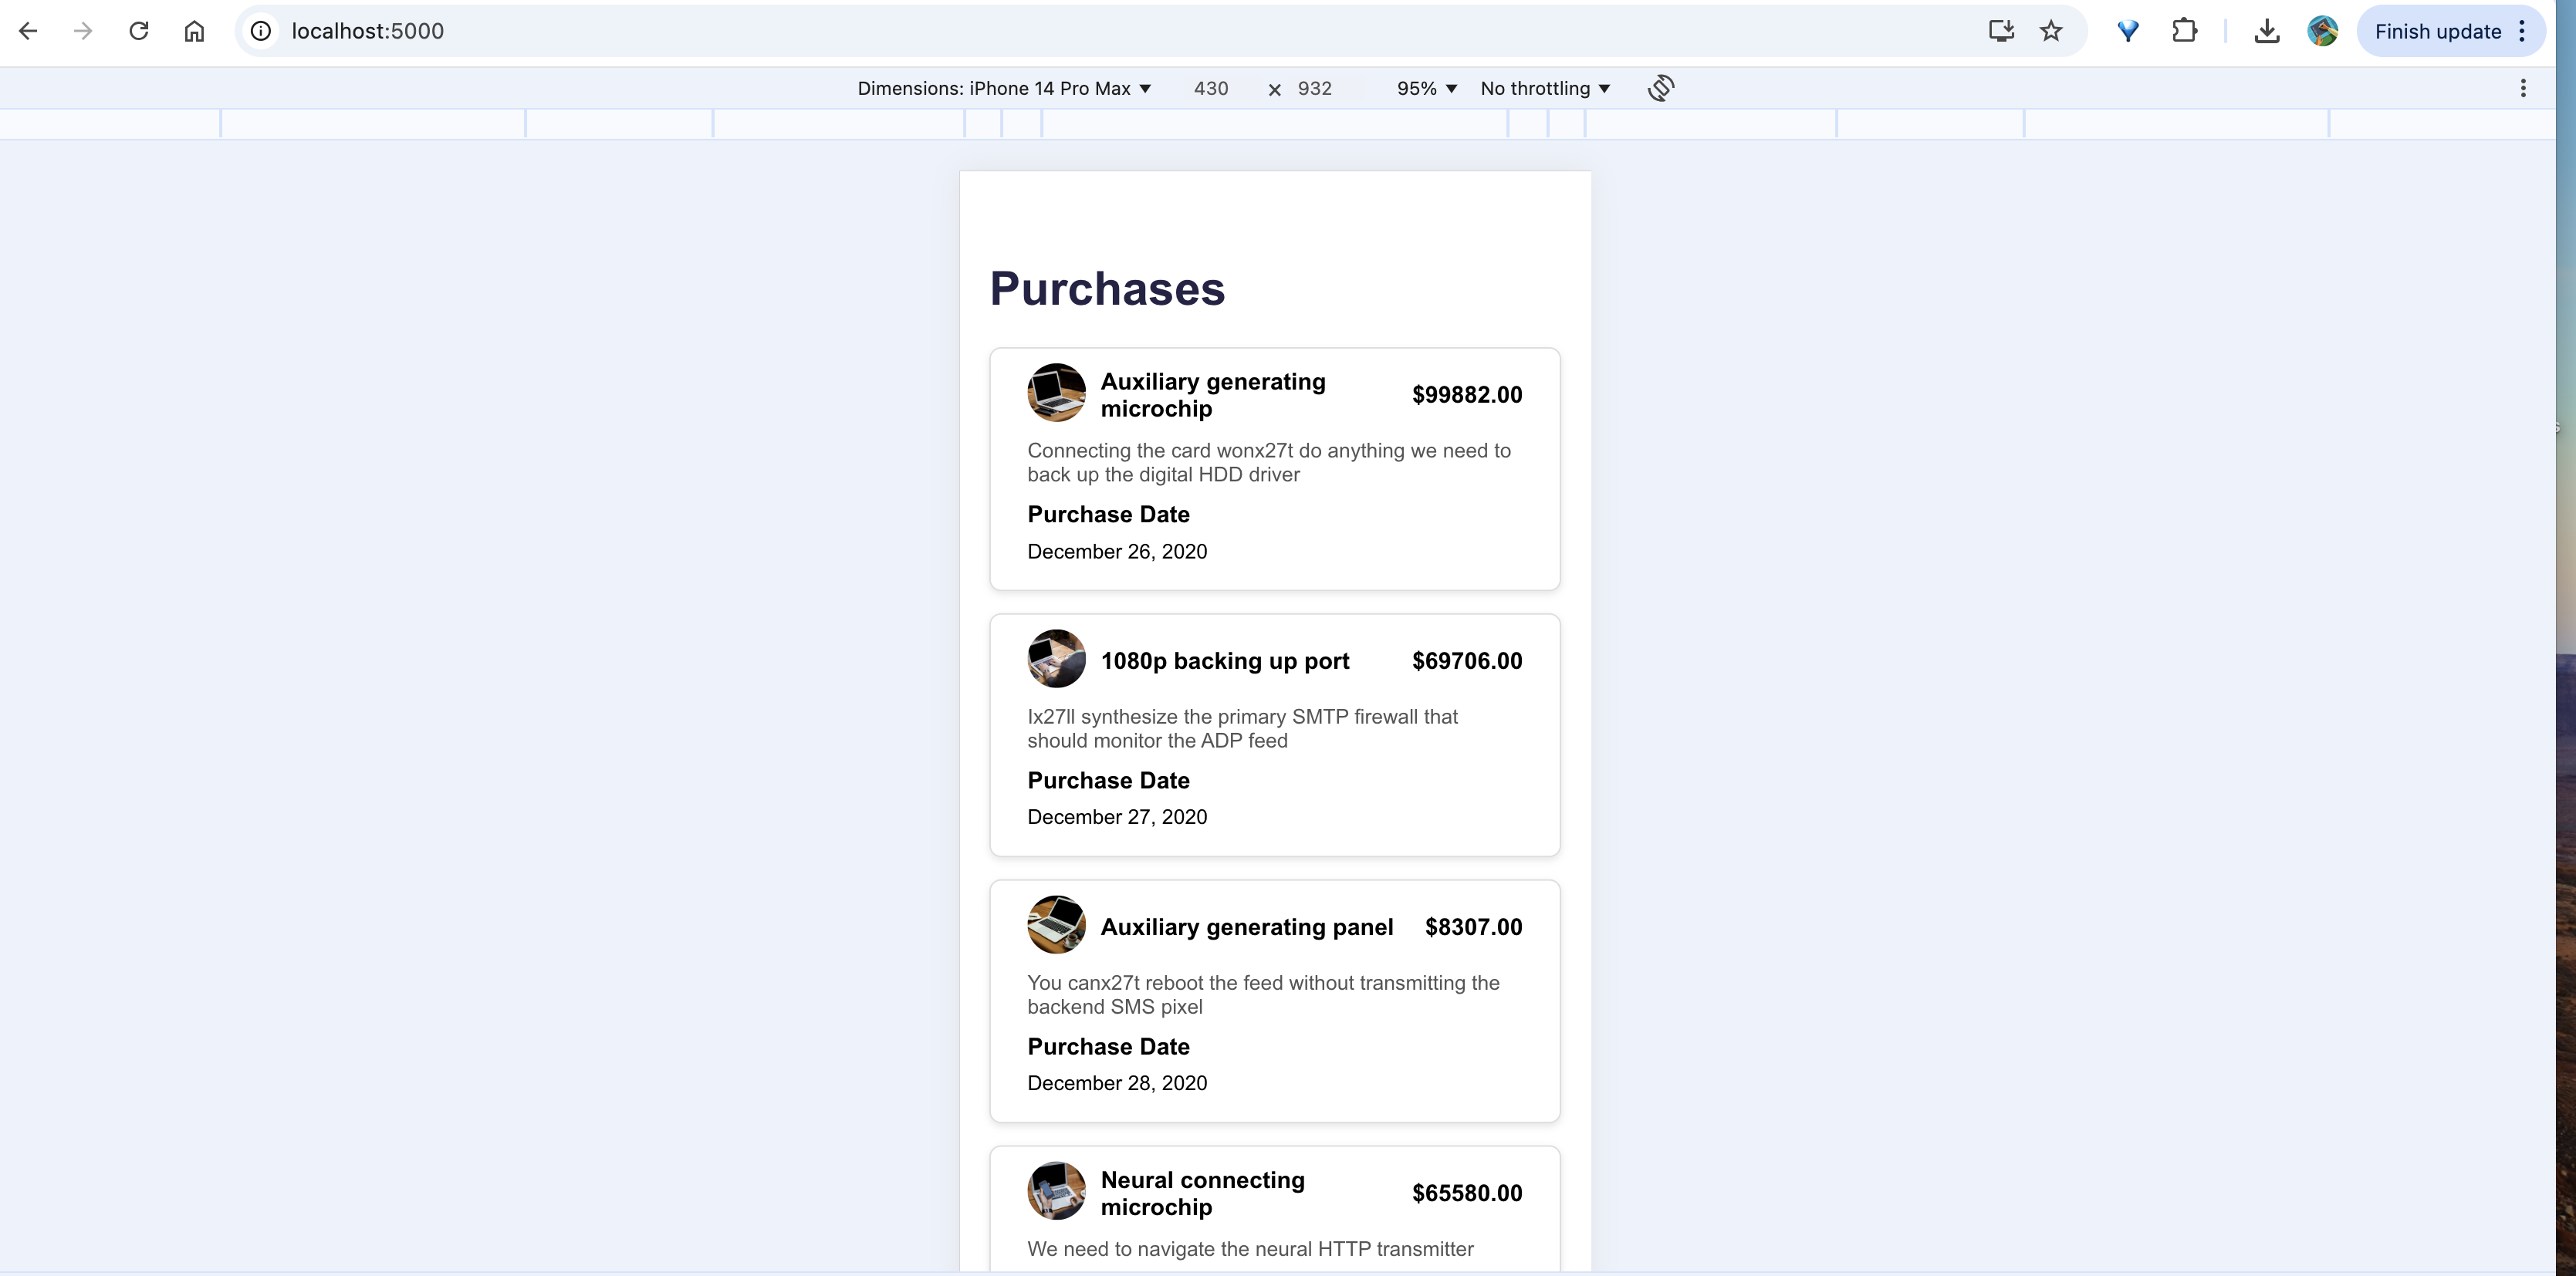 localhost:5000
Finish update
Dimensions: iPhone 14 Pro Max 430 × 932 95% No throttling
Purchases
Auxiliary generating
microchip
$99882.00
Connecting the card wonx27t do anything we need to
back up the digital HDD driver
Purchase Date
December 26, 2020
1080p backing up port
$69706.00
Ix27ll synthesize the primary SMTP firewall that
should monitor the ADP feed
Purchase Date
December 27, 2020
Auxiliary generating panel
$8307.00
You canx27t reboot the feed without transmitting the
backend SMS pixel
Purchase Date
December 28, 2020
Neural connecting
microchip
$65580.00
We need to navigate the neural HTTP transmitter